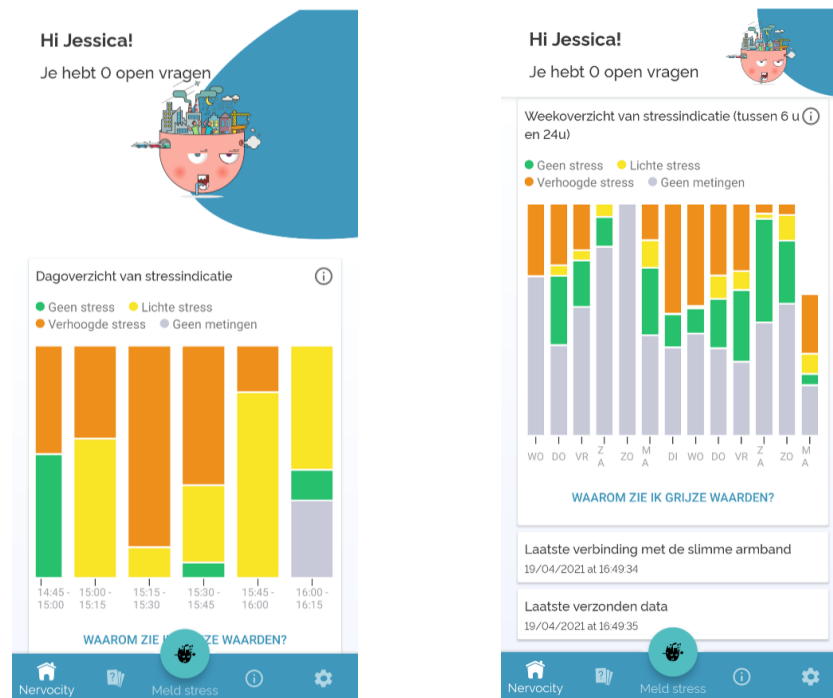 Hi Jessica!
Je hebt 0 open vragen
Dagoverzicht van stressindicatie
Geen stress Lichte stress
Verhoogde stress Geen metingen
14:45 - 15:00 - 15:15 - 15:30 - 15:45 - 16:00 -
15:00 15:15 15:30 15:45 16:00 16:15
WAAROM ZIE ZE WAARDEN?
Nervocity
Meld stress
Hi Jessica!
Je hebt 0 open vragen
Weekoverzicht van stressindicatie (tussen 6 u
en 24u)
Geen stress Lichte stress
Verhoogde stress Geen metingen
WO DO VR ZA ZO MA DI WO DO VR ZA ZO MA
WAAROM ZIE IK GRIJZE WAARDEN?
Laatste verbinding met de slimme armband
19/04/2021 at 16:49:34
Laatste verzonden data
19/04/2021 at 16:49:35
Nervocity
Meld stress